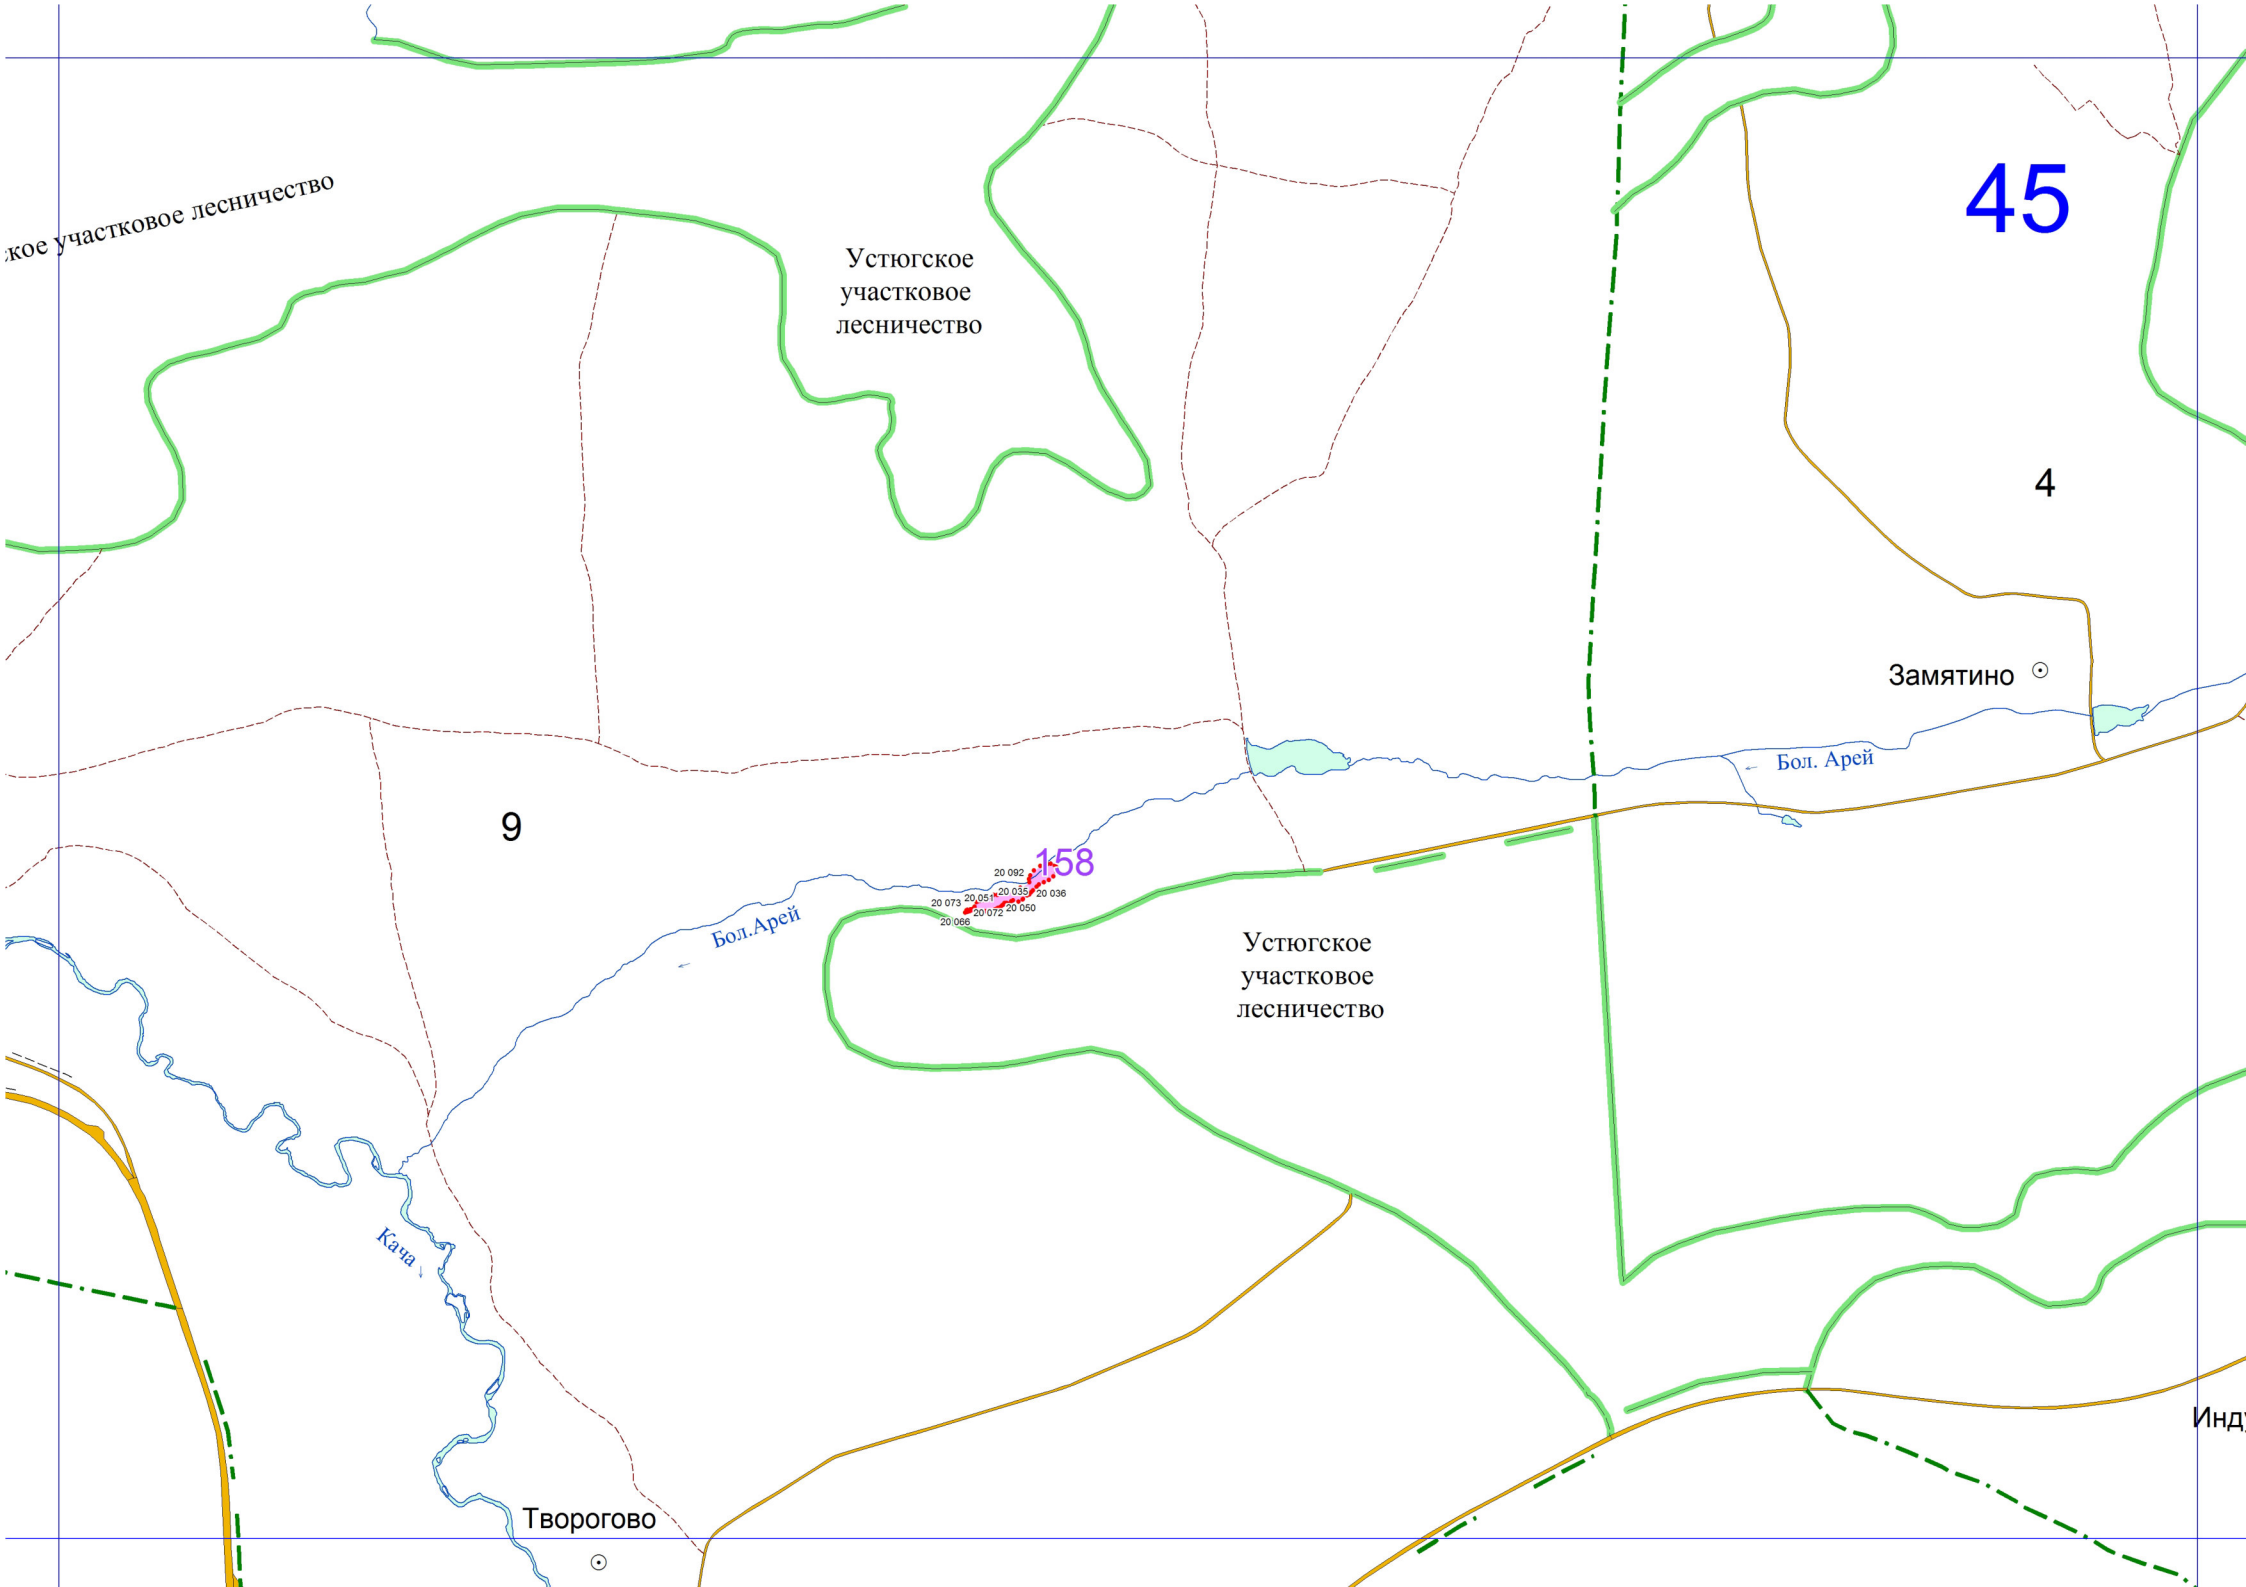 45
ское участковое лесничество
Устюгское
участковое
лесничество
4
Замятино
Бол. Арей
9
158
20 092
20 035
20 036
20 051
20 073
20 050
20 072
20 066
Бол.Арей
Устюгское
участковое
лесничество
Кача
Инду
Творогово